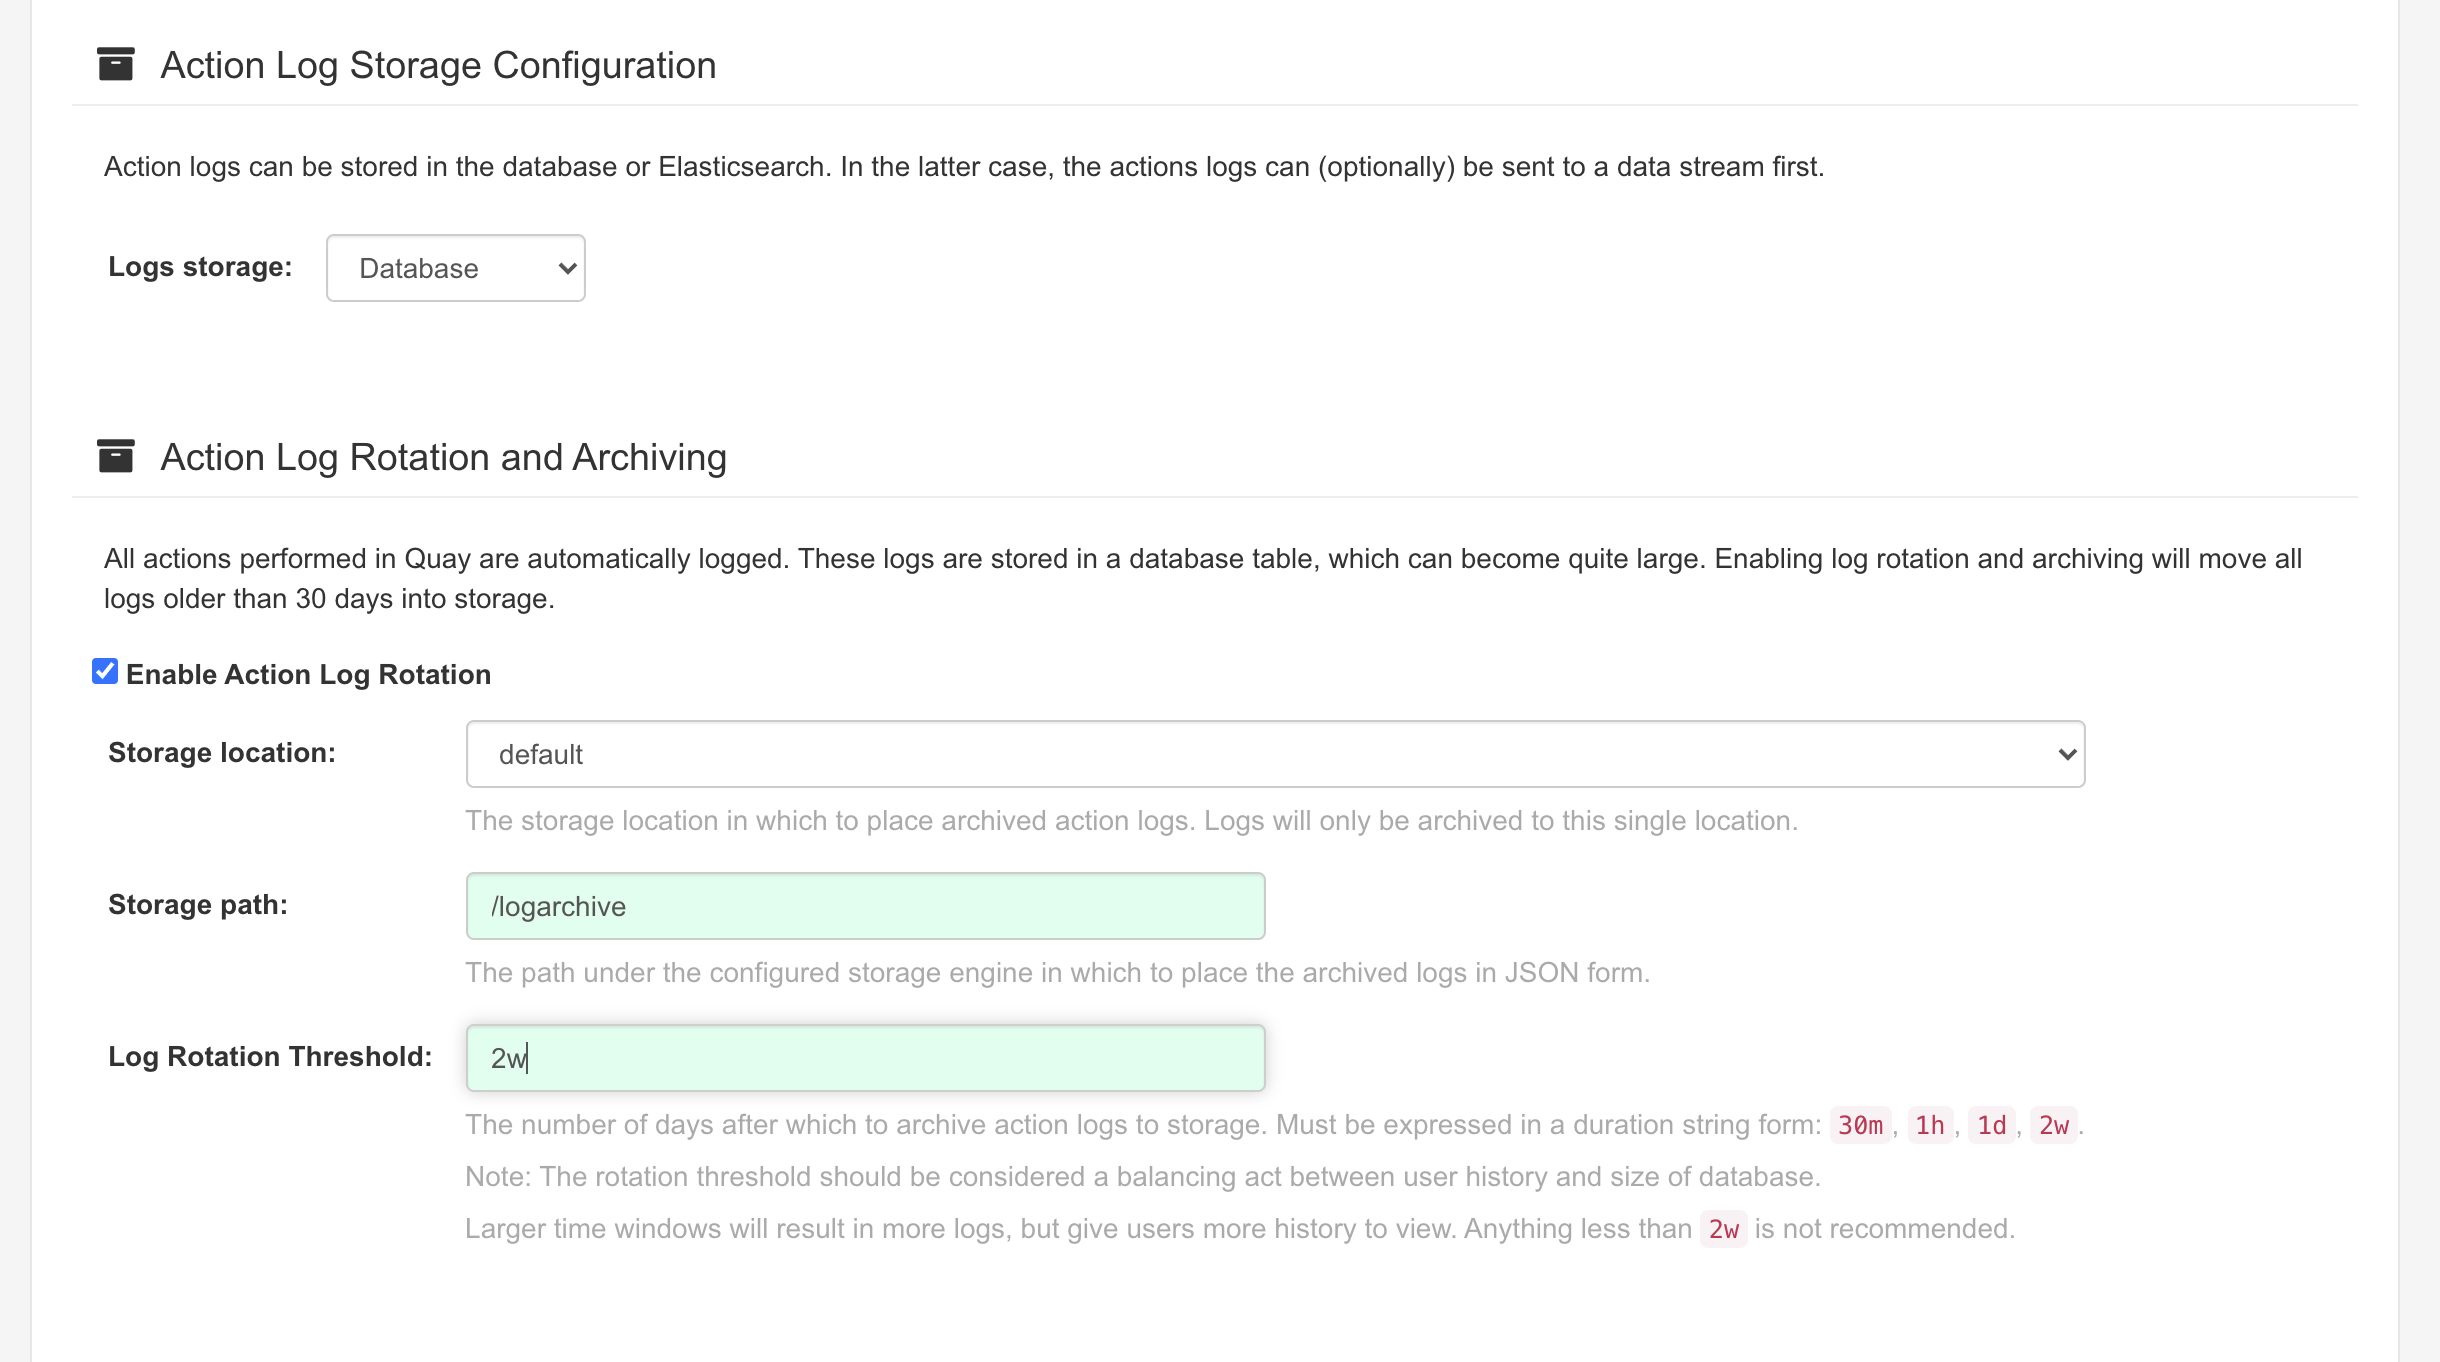 Action Log Storage Configuration
Action logs can be stored in the database or Elasticsearch. In the latter case, the actions logs can (optionally) be sent to a data stream first.
Logs storage: Database
Action Log Rotation and Archiving
All actions performed in Quay are automatically logged. These logs are stored in a database table, which can become quite large. Enabling log rotation and archiving will move all
logs older than 30 days into storage.
Enable Action Log Rotation
Storage location: default
The storage location in which to place archived action logs. Logs will only be archived to this single location.
Storage path: /logarchive
The path under the configured storage engine in which to place the archived logs in JSON form.
Log Rotation Threshold: 2w
The number of days after which to archive action logs to storage. Must be expressed in a duration string form: 30m, 1h, 1d, 2w.
Note: The rotation threshold should be considered a balancing act between user history and size of database.
Larger time windows will result in more logs, but give users more history to view. Anything less than 2w is not recommended.